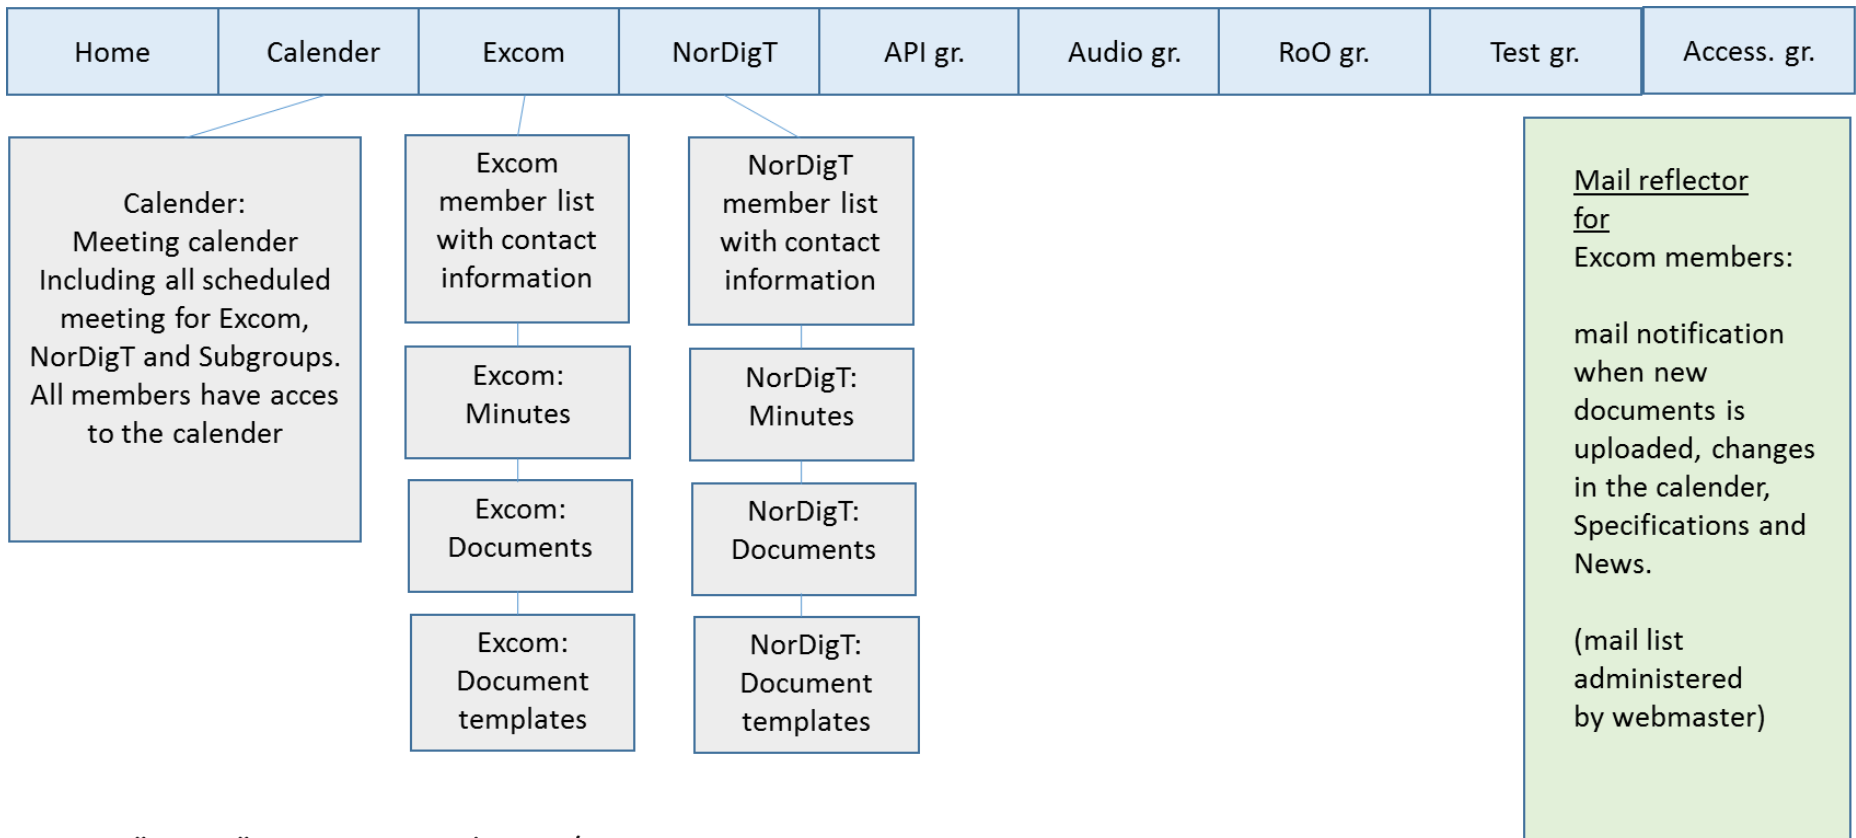 Home
Calender
Excom
NorDigT
API gr.
Audio gr.
RoO gr.
Test gr.
Access. gr.
Calender:
Meeting calender
Including all scheduled
meeting for Excom,
NorDigT and Subgroups.
All members have acces
to the calender
Excom
member list
with contact
information
Excom:
Minutes
Excom:
Documents
Excom:
Document
templates
NorDigT
member list
with contact
information
NorDigT:
Minutes
NorDigT:
Documents
NorDigT:
Document
templates
Mail reflector
for
Excom members:
mail notification
when new
documents is
uploaded, changes
in the calender,
Specifications and
News.
(mail list
administered
by webmaster)